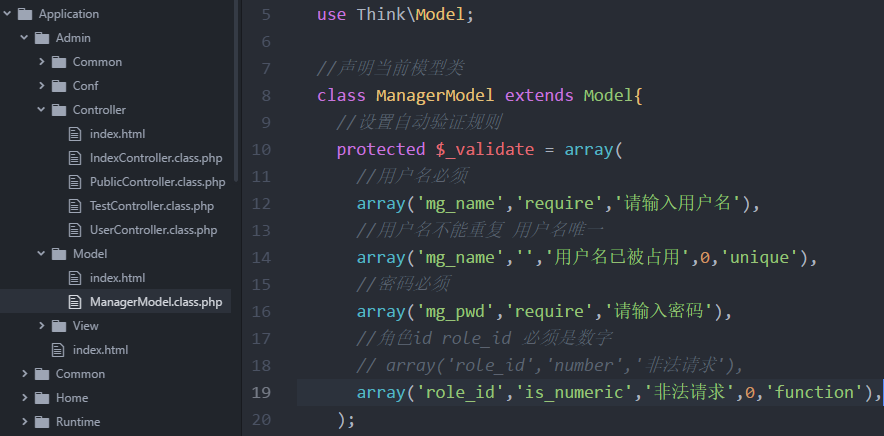 Application
Admin
Common
Conf
Controller
index.html
IndexController.class.php
PublicController.class.php
TestController.class.php
UserController.class.php
Model
index.html
ManagerModel.class.php
View
index.html
Common
Home
Runtime
5 use Think\Model;
6
7 //声明当前模型类
8 class ManagerModel extends Model{
9 //设置自动验证规则
10 protected $_validate = array(
11 //用户名必须
12 array('mg_name','require','请输入用户名'),
13 //用户名不能重复 用户名唯一
14 array('mg_name','','用户名已被占用',0,'unique'),
15 //密码必须
16 array('mg_pwd','require','请输入密码'),
17 //角色id role_id 必须是数字
18 // array('role_id','number','非法请求'),
19 array('role_id','is_numeric','非法请求',0,'function'),
20 );